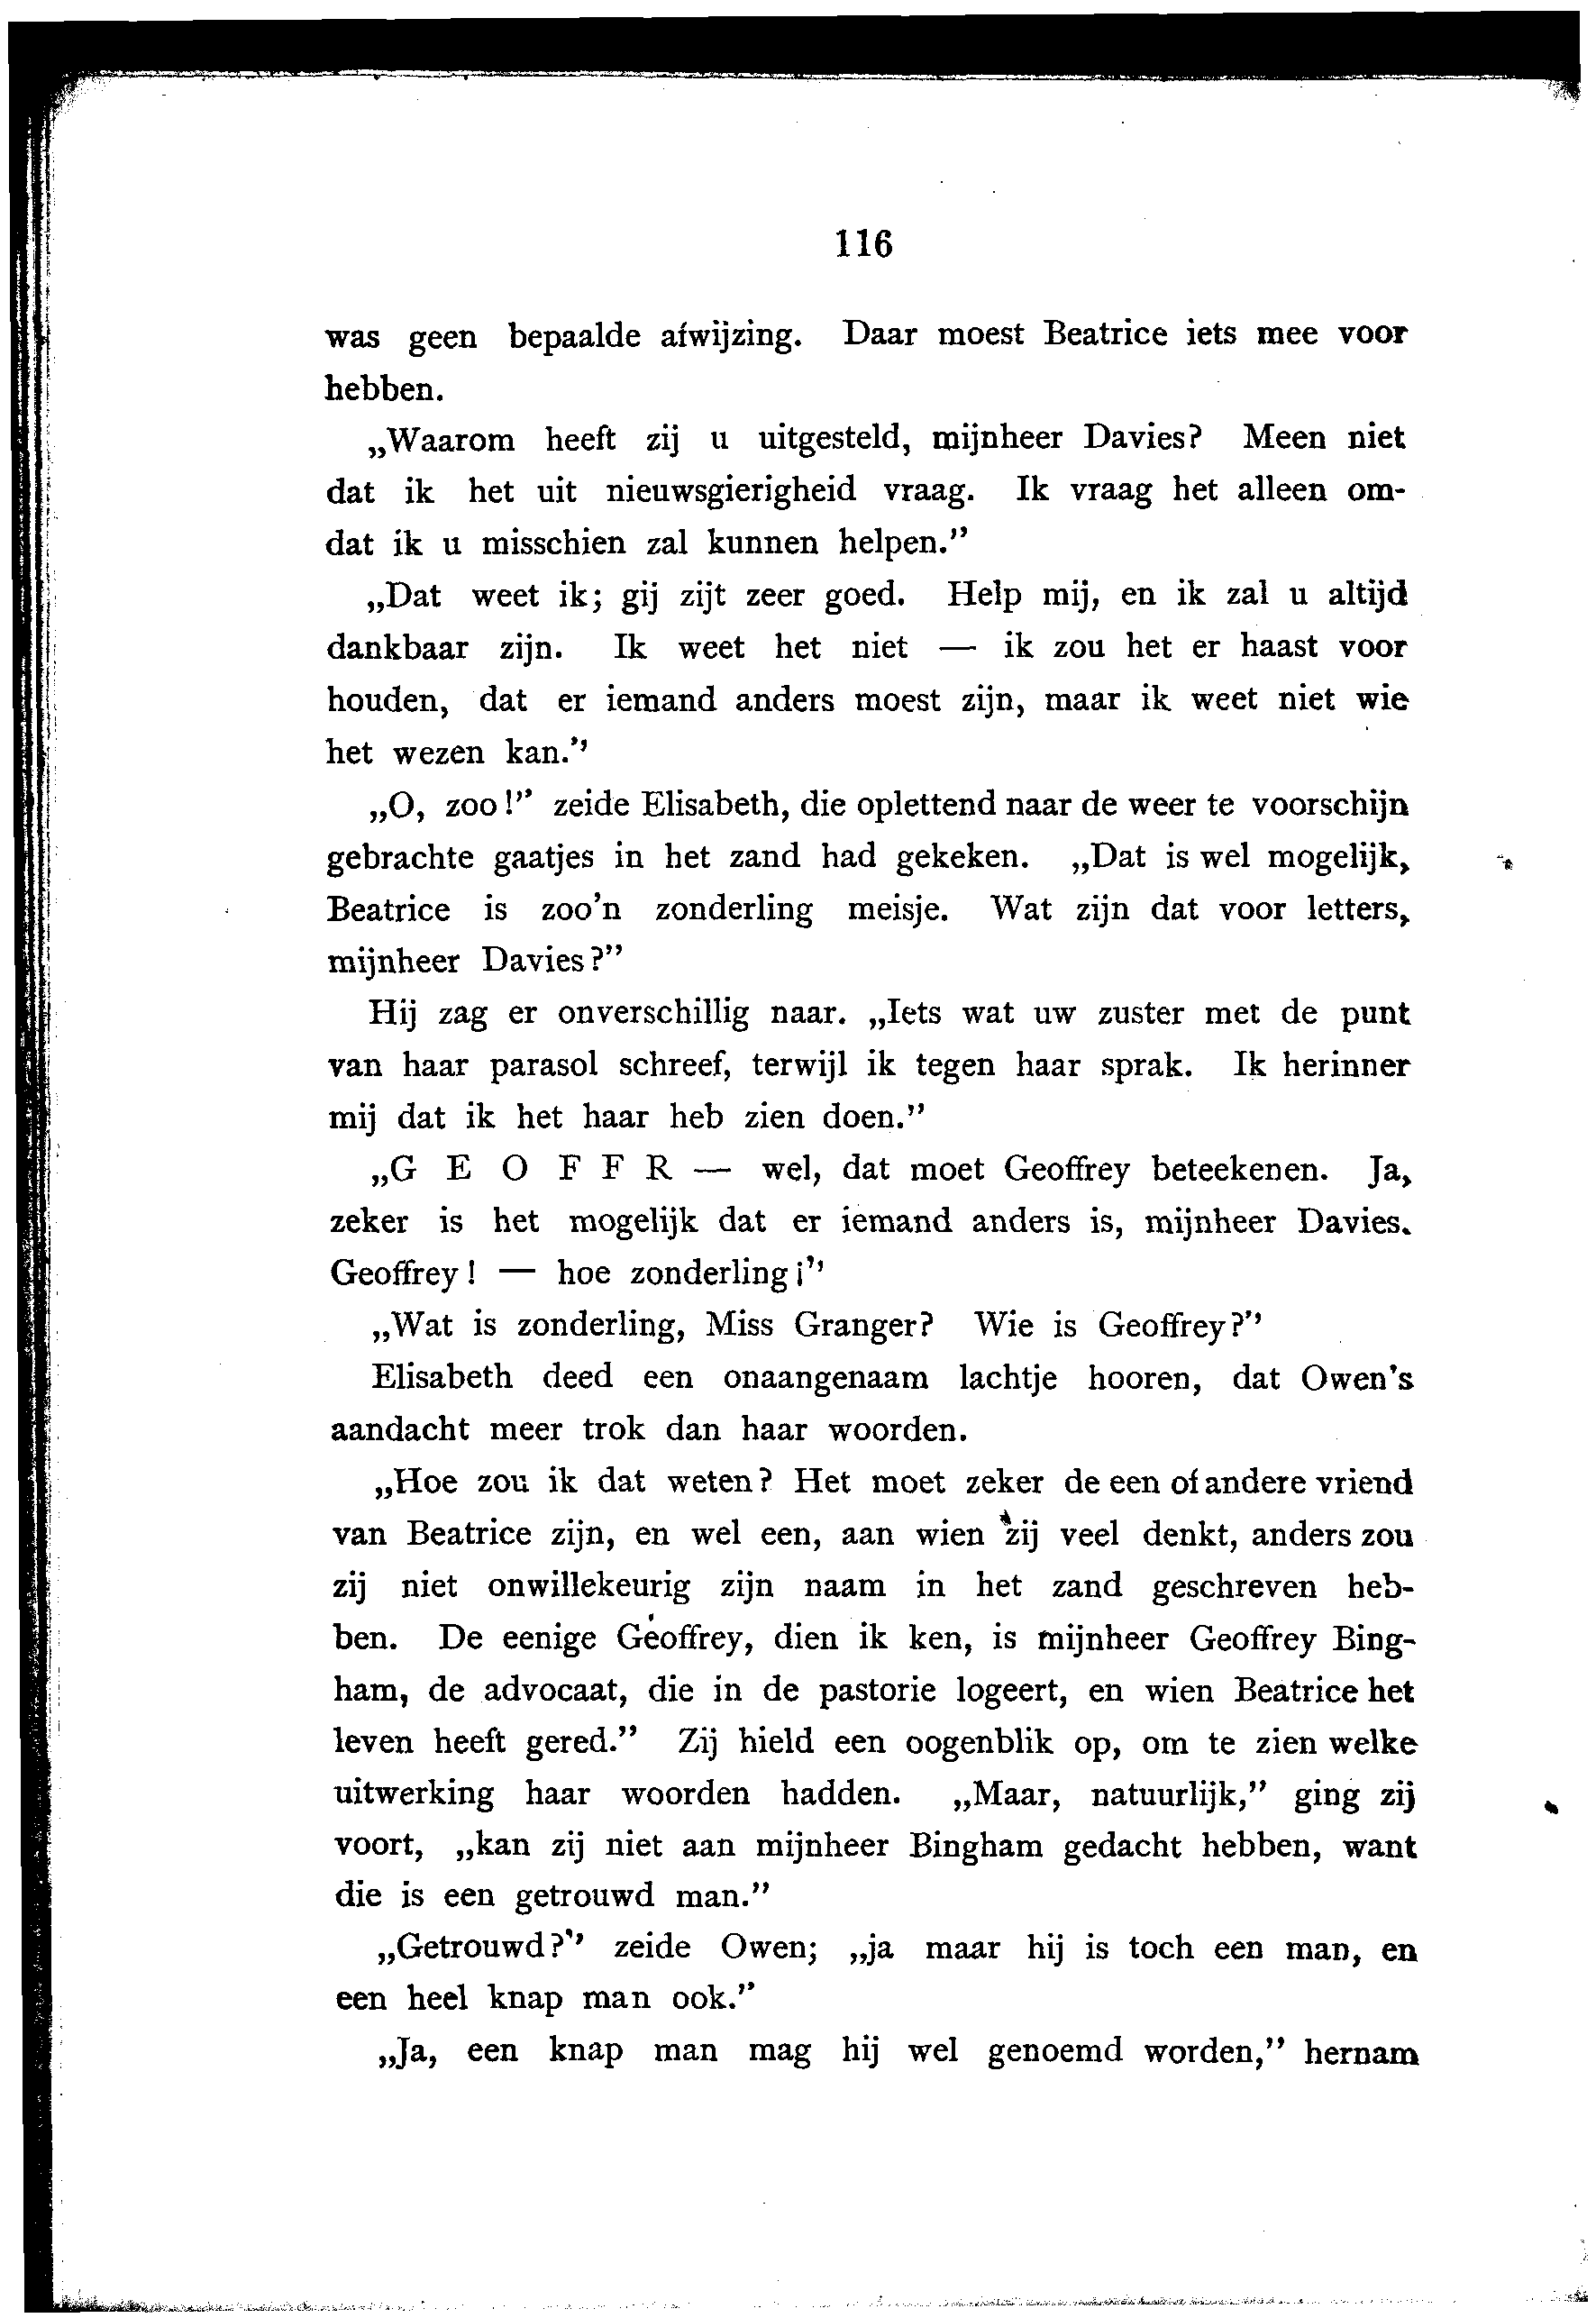 116
was geen bepaalde afwijzing. Daar moest Beatrice iets mee voor
hebben.
„Waarom heeft zij u uitgesteld, mijnheer Davies? Meen niet
dat ik het uit nieuwsgierigheid vraag. Ik vraag het alleen om-
dat ik u misschien zal kunnen helpen.”
„Dat weet ik; gij zijt zeer goed. Help mij, en ik zal u altijd
dankbaar zijn. Ik weet het niet — ik zou het er haast voor
houden, dat er iemand anders moest zijn, maar ik weet niet wie
het wezen kan.”
„O, zoo!” zeide Elisabeth, die oplettend naar de weer te voorschijn
gebrachte gaatjes in het zand had gekeken. „Dat is wel mogelijk,
Beatrice is zoo'n zonderling meisje. Wat zijn dat voor letters,
mijnheer Davies?”
Hij zag er onverschillig naar. „Iets wat uw zuster met de punt
van haar parasol schreef, terwijl ik tegen haar sprak. Ik herinner
mij dat ik het haar heb zien doen.”
„G E O F F R — wel, dat moet Geoffrey beteekenen. Ja,
zeker is het mogelijk dat er iemand anders is, mijnheer Davies.
Geoffrey! — hoe zonderling¡”
„Wat is zonderling, Miss Granger? Wie is Geoffrey?”
Elisabeth deed een onaangenaam lachtje hooren, dat Owen's
aandacht meer trok dan haar woorden.
„Hoe zou ik dat weten? Het moet zeker de een of andere vriend
van Beatrice zijn, en wel een, aan wien zij veel denkt, anders zou
zij niet onwillekeurig zijn naam in het zand geschreven heb-
ben. De eenige Geoffrey, dien ik ken, is mijnheer Geoffrey Bing-
ham, de advocaat, die in de pastorie logeert, en wien Beatrice het
leven heeft gered.” Zij hield een oogenblik op, om te zien welke
uitwerking haar woorden hadden. „Maar, natuurlijk,” ging zij
voort, „kan zij niet aan mijnheer Bingham gedacht hebben, want
die is een getrouwd man.”
„Getrouwd?” zeide Owen; „ja maar hij is toch een man, en
een heel knap man ook.”
„Ja, een knap man mag hij wel genoemd worden,” hernam